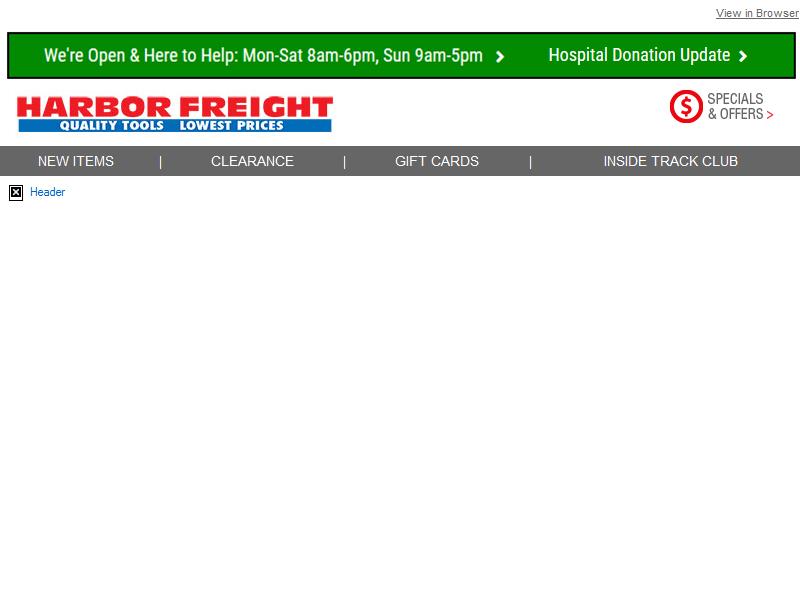 View in Browser
We're Open & Here to Help: Mon-Sat 8am-6pm, Sun 9am-5pm > Hospital Donation Update >
HARBOR FREIGHT
QUALITY TOOLS LOWEST PRICES
$ SPECIALS
& OFFERS >
NEW ITEMS | CLEARANCE | GIFT CARDS | INSIDE TRACK CLUB
Header